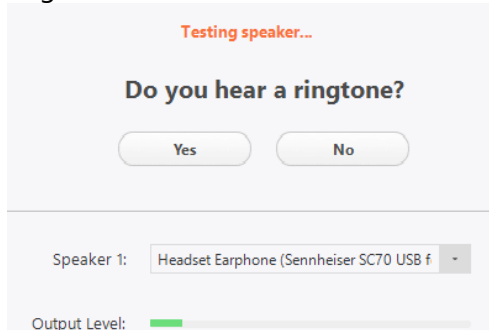 Testing speaker...
Do you hear a ringtone?
Yes No
Speaker 1: Headset Earphone (Sennheiser SC70 USB f
Output Level: